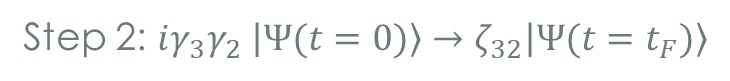 Step 2: iγ₃γ₂ |Ψ(t = 0)⟩ → ζ₃₂|Ψ(t = t_F)⟩